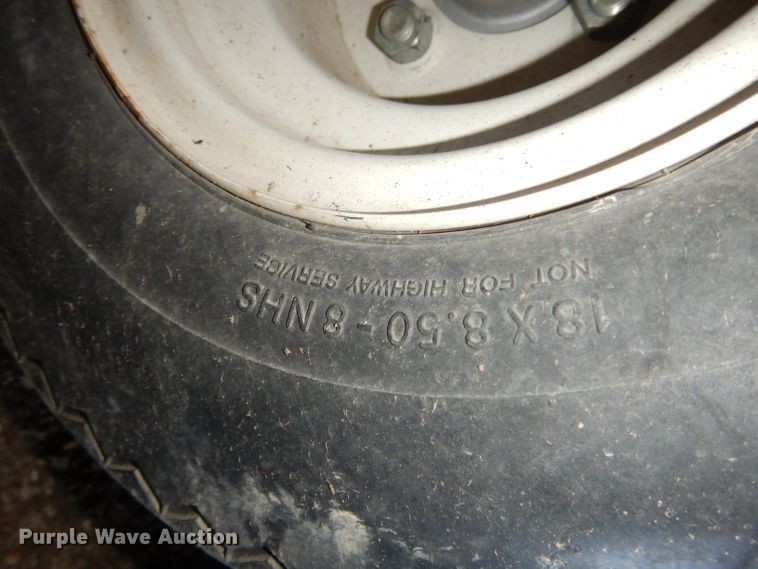 18 X 8.50 - 8 NHS
NOT FOR HIGHWAY SERVICE
Purple Wave Auction